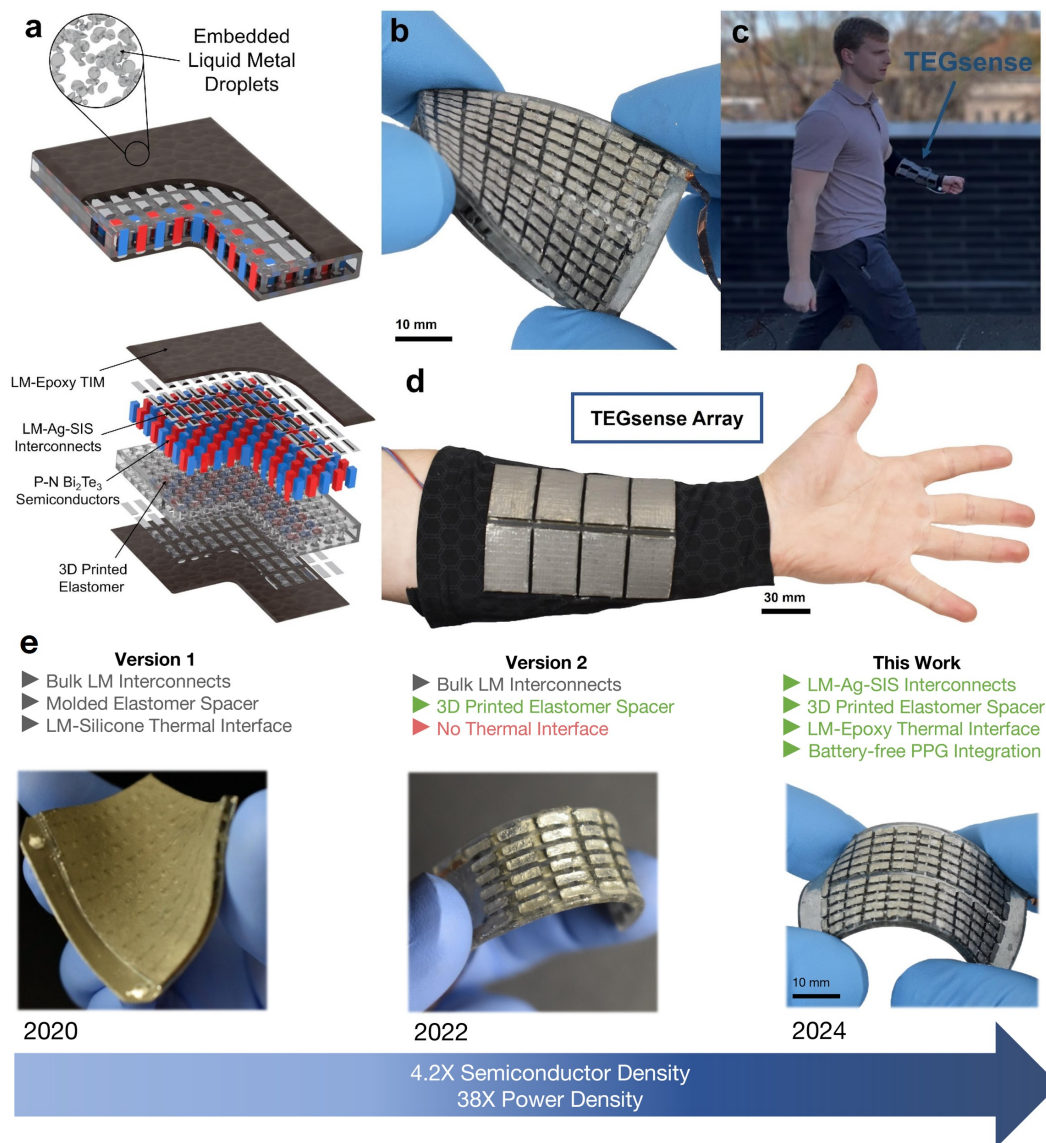 a
Embedded
Liquid Metal
Droplets
LM-Epoxy TIM
LM-Ag-SIS
Interconnects
P-N Bi₂Te₃
Semiconductors
3D Printed
Elastomer
b
10 mm
c
TEGsense
d
TEGsense Array
30 mm
e
Version 1
▶ Bulk LM Interconnects
▶ Molded Elastomer Spacer
▶ LM-Silicone Thermal Interface
Version 2
▶ Bulk LM Interconnects
▶ 3D Printed Elastomer Spacer
▶ No Thermal Interface
This Work
▶ LM-Ag-SIS Interconnects
▶ 3D Printed Elastomer Spacer
▶ LM-Epoxy Thermal Interface
▶ Battery-free PPG Integration
10 mm
2020
2022
2024
4.2X Semiconductor Density
38X Power Density